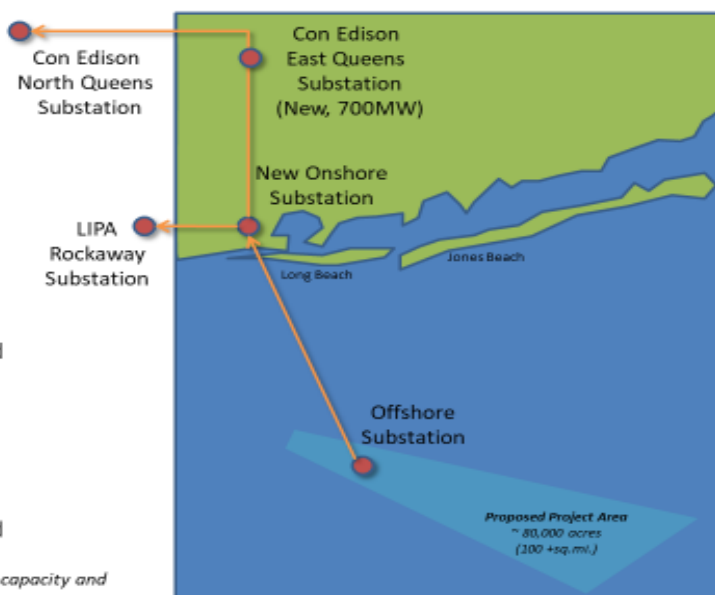 Con Edison
North Queens
Substation
Con Edison
East Queens
Substation
(New, 700MW)
New Onshore
Substation
LIPA
Rockaway
Substation
Long Beach
Jones Beach
Offshore
Substation
Proposed Project Area
~ 80,000 acres
(100 +sq.mi.)
capacity and